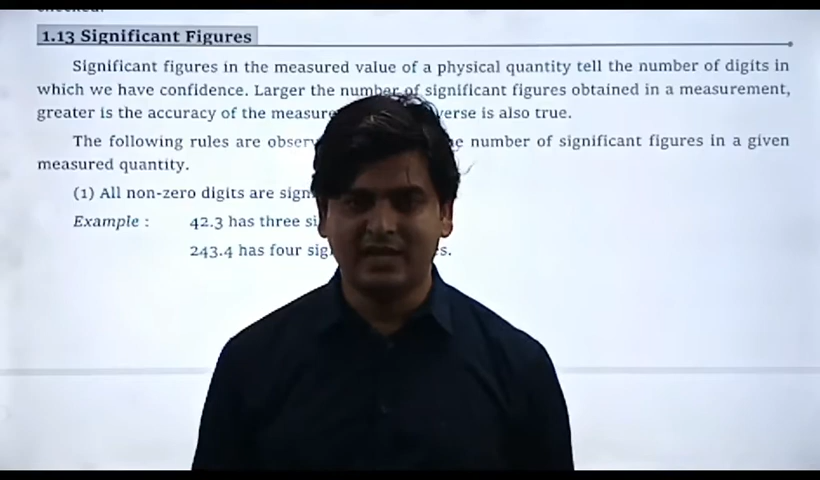 checked.
1.13 Significant Figures
Significant figures in the measured value of a physical quantity tell the number of digits in
which we have confidence. Larger the number of significant figures obtained in a measurement,
greater is the accuracy of the measure verse is also true.
The following rules are observ number of significant figures in a given
measured quantity.
(1) All non-zero digits are sign
Example : 42.3 has three si
243.4 has four sig s.